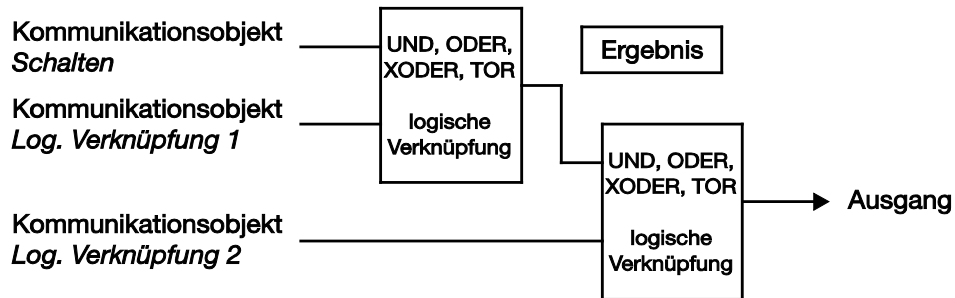 Kommunikationsobjekt
Schalten
Kommunikationsobjekt
Log. Verknüpfung 1
Kommunikationsobjekt
Log. Verknüpfung 2
UND, ODER,
XODER, TOR
logische
Verknüpfung
Ergebnis
UND, ODER,
XODER, TOR
logische
Verknüpfung
Ausgang